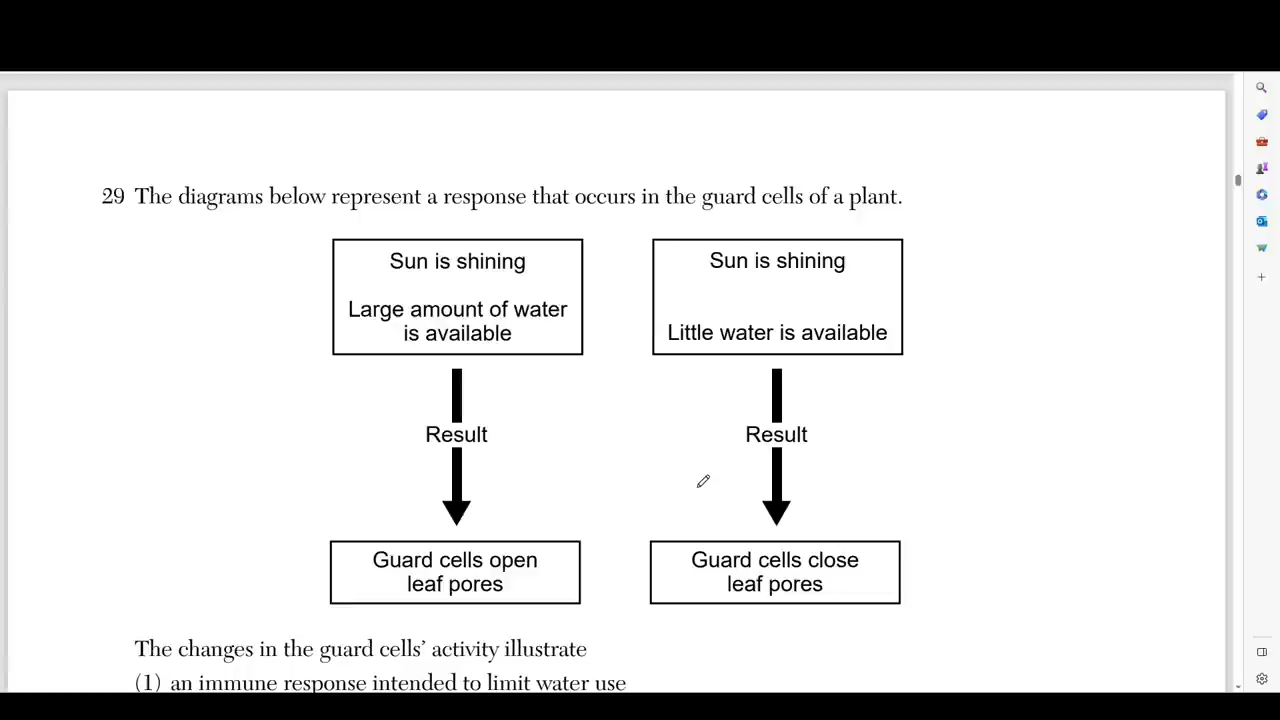 29 The diagrams below represent a response that occurs in the guard cells of a plant.
Sun is shining
Large amount of water
is available
Result
Guard cells open
leaf pores
Sun is shining
Little water is available
Result
Guard cells close
leaf pores
The changes in the guard cells’ activity illustrate
(1) an immune response intended to limit water use